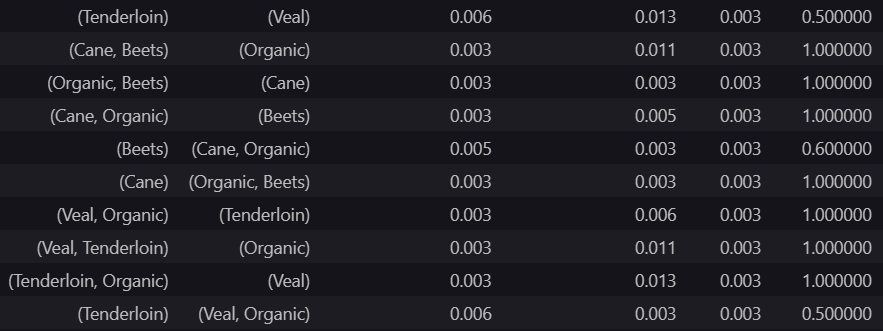 (Tenderloin) (Veal) 0.006 0.013 0.003 0.500000
(Cane, Beets) (Organic) 0.003 0.011 0.003 1.000000
(Organic, Beets) (Cane) 0.003 0.003 0.003 1.000000
(Cane, Organic) (Beets) 0.003 0.005 0.003 1.000000
(Beets) (Cane, Organic) 0.005 0.003 0.003 0.600000
(Cane) (Organic, Beets) 0.003 0.003 0.003 1.000000
(Veal, Organic) (Tenderloin) 0.003 0.006 0.003 1.000000
(Veal, Tenderloin) (Organic) 0.003 0.011 0.003 1.000000
(Tenderloin, Organic) (Veal) 0.003 0.013 0.003 1.000000
(Tenderloin) (Veal, Organic) 0.006 0.003 0.003 0.500000